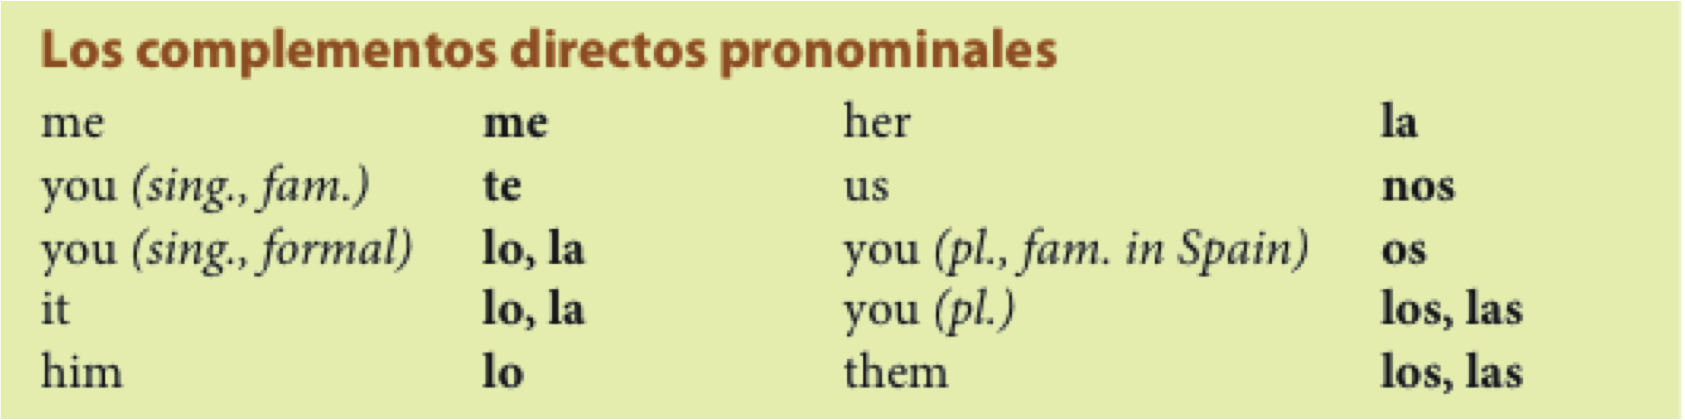 Los complementos directos pronominales
me me her la
you (sing., fam.) te us nos
you (sing., formal) lo, la you (pl., fam. in Spain) os
it lo, la you (pl.) los, las
him lo them los, las